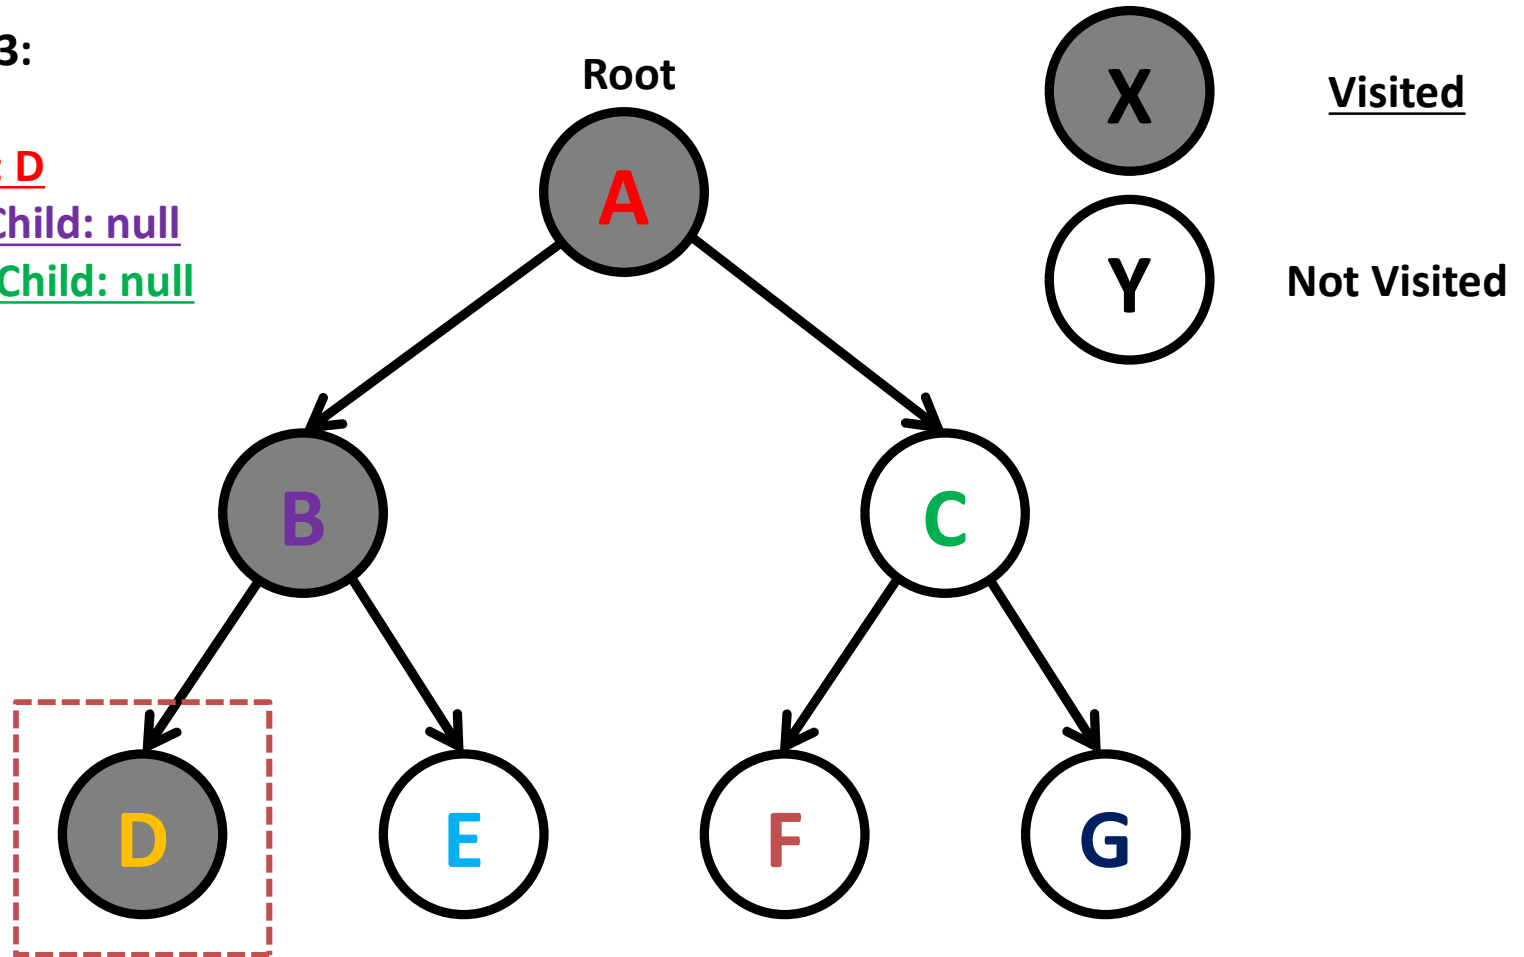 3:
: D
Child: null
Child: null
Root
A
B
C
D
E
F
G
X
Visited
Y
Not Visited